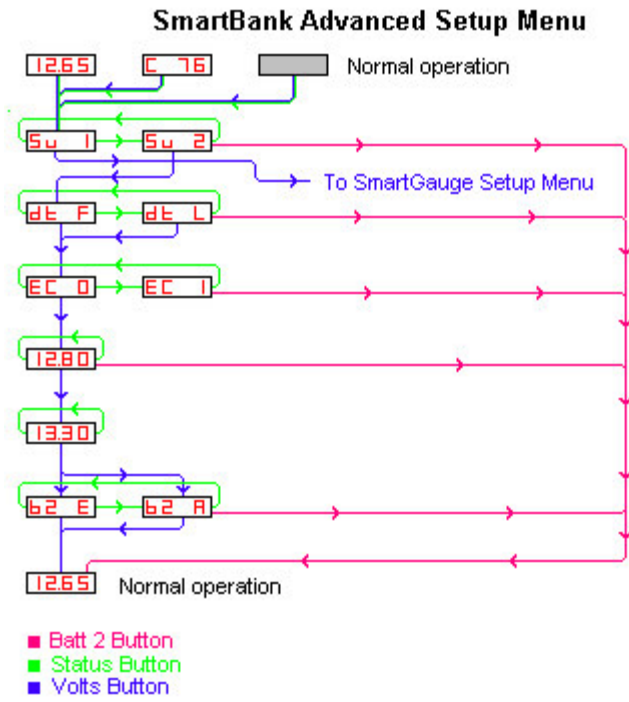 SmartBank Advanced Setup Menu
12.65 C 76 Normal operation
Su 1 Su 2
To SmartGauge Setup Menu
dt F dt L
EC 0 EC 1
12.80
13.30
b2 E b2 A
12.65 Normal operation
Batt 2 Button
Status Button
Volts Button